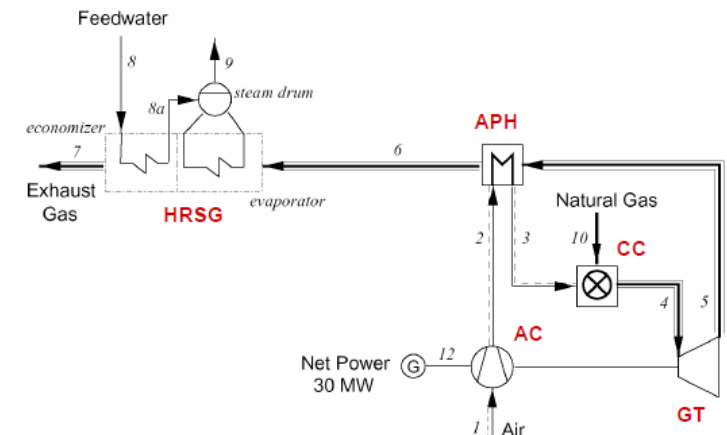 Feedwater
8
9
8a
steam drum
economizer
7
6
APH
Exhaust
Gas
HRSG
evaporator
Natural Gas
2
3
10
CC
4
5
AC
Net Power
30 MW
G
12
GT
1
Air